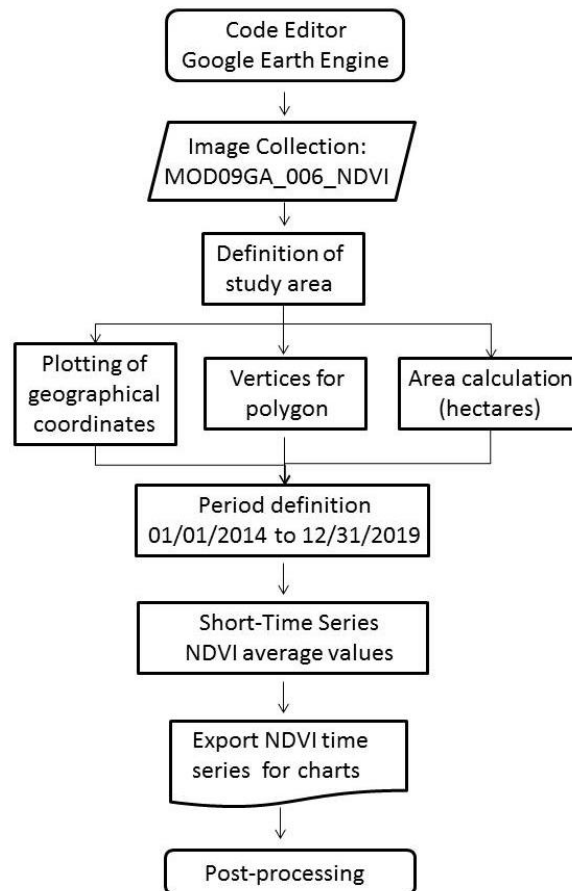 Code Editor
Google Earth Engine
Image Collection:
MOD09GA_006_NDVI
Definition of
study area
Plotting of
geographical
coordinates
Vertices for
polygon
Area calculation
(hectares)
Period definition
01/01/2014 to 12/31/2019
Short-Time Series
NDVI average values
Export NDVI time
series for charts
Post-processing